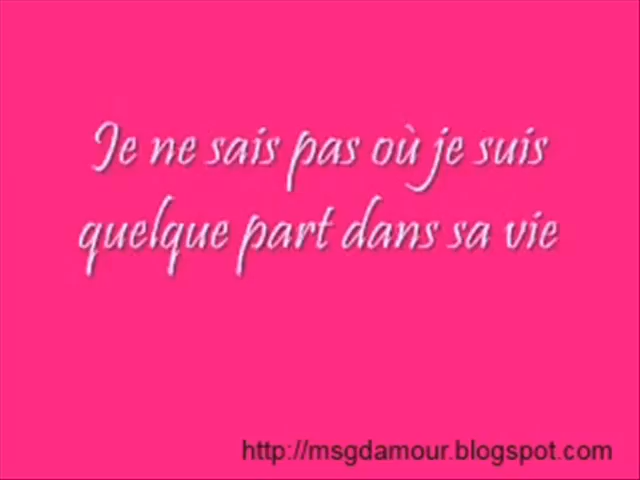 Je ne sais pas où je suis
quelque part dans sa vie
http://msgdamour.blogspot.com